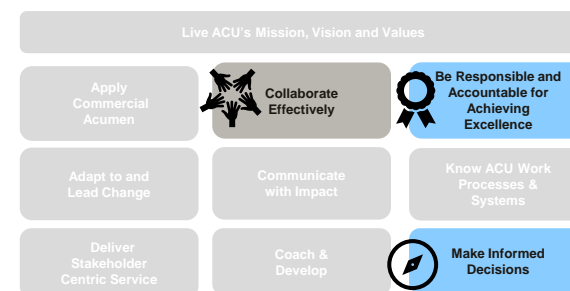 Live ACU's Mission, Vision and Values
Apply
Commercial
Acumen
Collaborate
Effectively
Be Responsible and
Accountable for
Achieving
Excellence
Adapt to and
Lead Change
Communicate
with Impact
Know ACU Work
Processes &
Systems
Deliver
Stakeholder
Centric Service
Coach &
Develop
Make Informed
Decisions